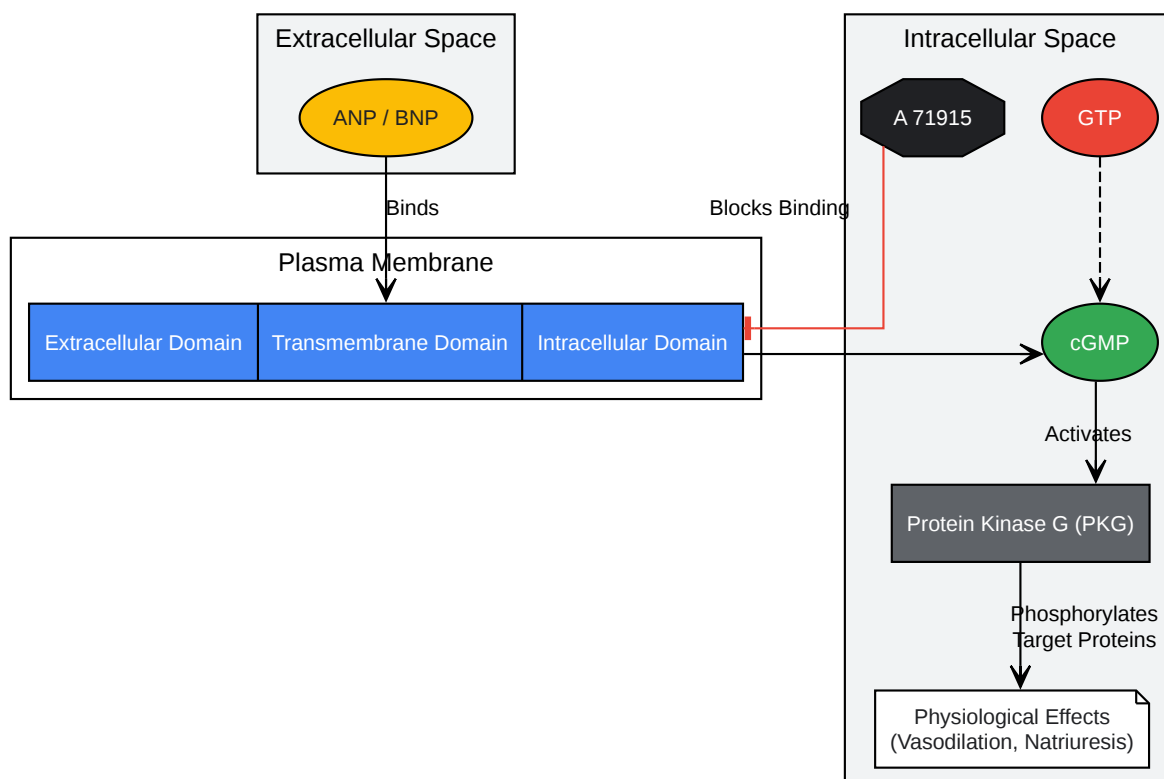 Extracellular Space
Intracellular Space
ANP / BNP
A 71915
GTP
Binds
Blocks Binding
Plasma Membrane
Extracellular Domain
Transmembrane Domain
Intracellular Domain
cGMP
Activates
Protein Kinase G (PKG)
Phosphorylates
Target Proteins
Physiological Effects
(Vasodilation, Natriuresis)